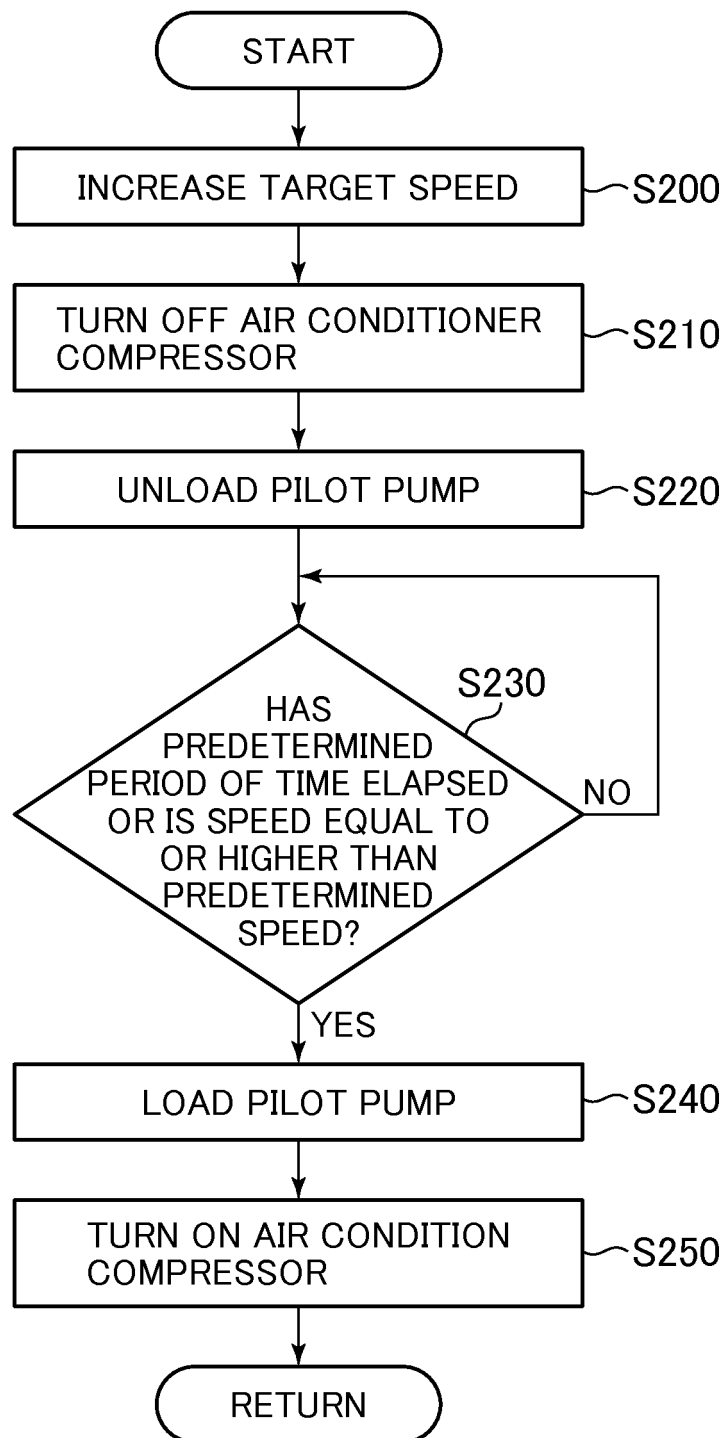 START
INCREASE TARGET SPEED
S200
TURN OFF AIR CONDITIONER
COMPRESSOR
S210
UNLOAD PILOT PUMP
S220
S230
HAS
PREDETERMINED
PERIOD OF TIME ELAPSED
OR IS SPEED EQUAL TO
OR HIGHER THAN
PREDETERMINED
SPEED?
NO
YES
LOAD PILOT PUMP
S240
TURN ON AIR CONDITION
COMPRESSOR
S250
RETURN